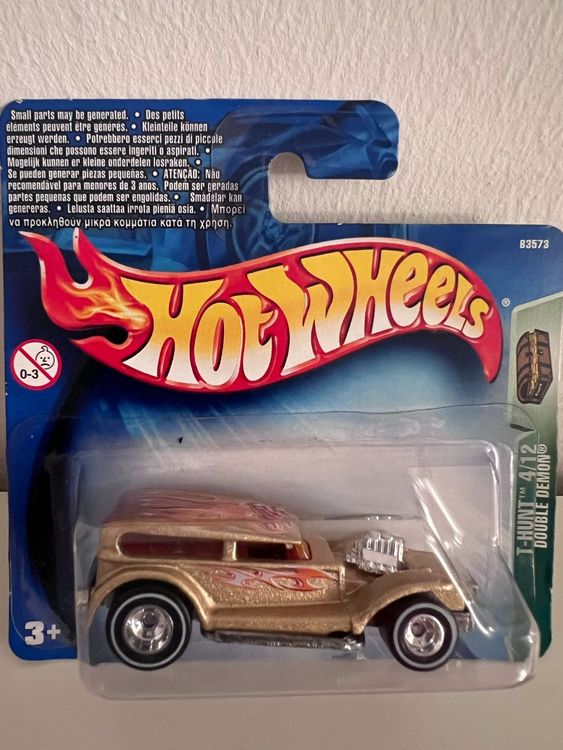 Small parts may be generated. • Des petits
eléments peuvent être generes. • Kleinteile können
erzeugt werden. • Potrebbero esserci pezzi di piccole
dimensioni che possono essere ingeriti o aspirati. •
Mogelijk kunnen er kleine onderdelen losraken. •
Se pueden generar piezas pequeñas. • ATENÇÃO: Não
recomendável para menores de 3 anos. Podem ser geradas
partes pequenas que podem ser engolidas. • Smådelar kan
genereras. • Lelusta saattaa irrota pieniä osia. • Μπορεί
να προκληθούν μικρά κομμάτια κατά τη χρήση.
B3573
HOT WHEELS®
0-3
T-HUNT™ 4/12
DOUBLE DEMON®
3+